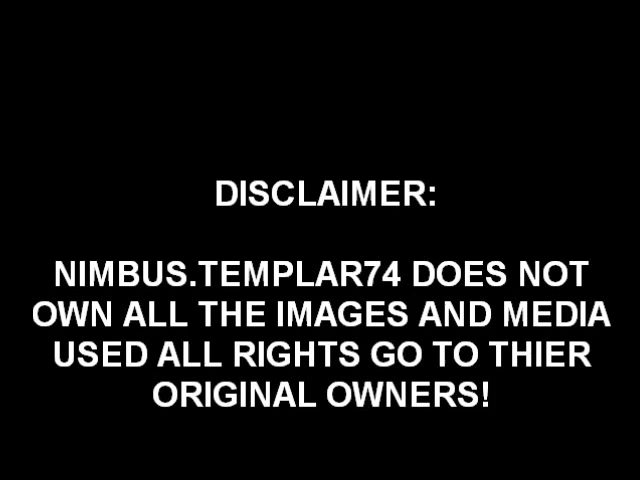 DISCLAIMER:
NIMBUS.TEMPLAR74 DOES NOT
OWN ALL THE IMAGES AND MEDIA
USED ALL RIGHTS GO TO THIER
ORIGINAL OWNERS!